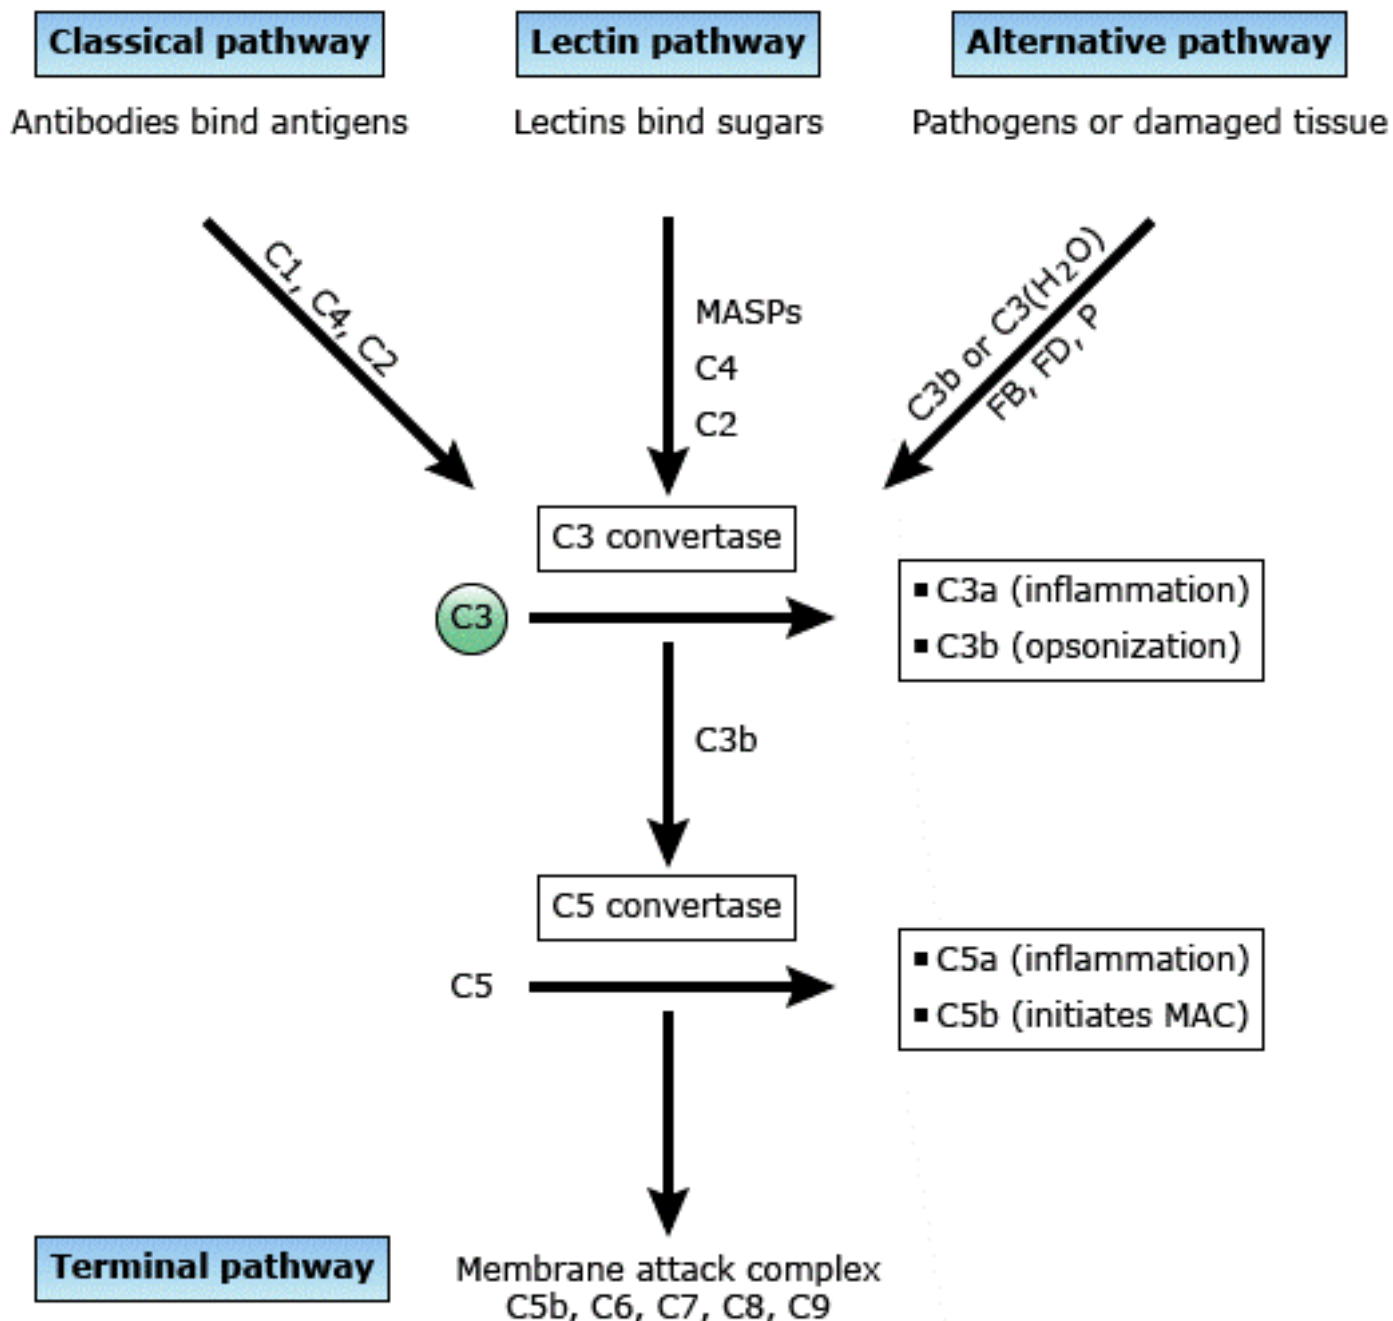 Classical pathway
Lectin pathway
Alternative pathway
Antibodies bind antigens
Lectins bind sugars
Pathogens or damaged tissue
C1, C4, C2
MASPs
C4
C2
C3b or C3(H₂O)
FB, FD, P
C3 convertase
C3
▪ C3a (inflammation)
▪ C3b (opsonization)
C3b
C5 convertase
C5
▪ C5a (inflammation)
▪ C5b (initiates MAC)
Terminal pathway
Membrane attack complex
C5b, C6, C7, C8, C9